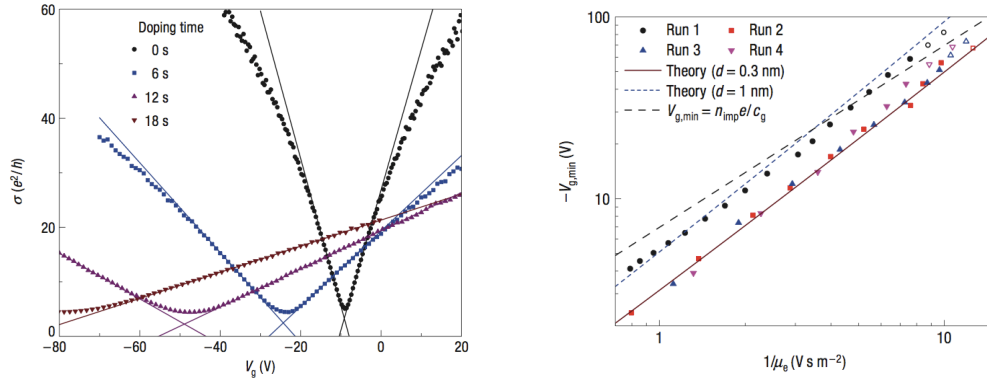 60
40
20
0
σ (e²/h)
Doping time
0 s
6 s
12 s
18 s
−80 −60 −40 −20 0 20
V_g (V)
100
10
−V_g,min (V)
Run 1 Run 2
Run 3 Run 4
Theory (d = 0.3 nm)
Theory (d = 1 nm)
V_g,min = n_imp e/c_g
1 10
1/μ_e (V s m⁻²)